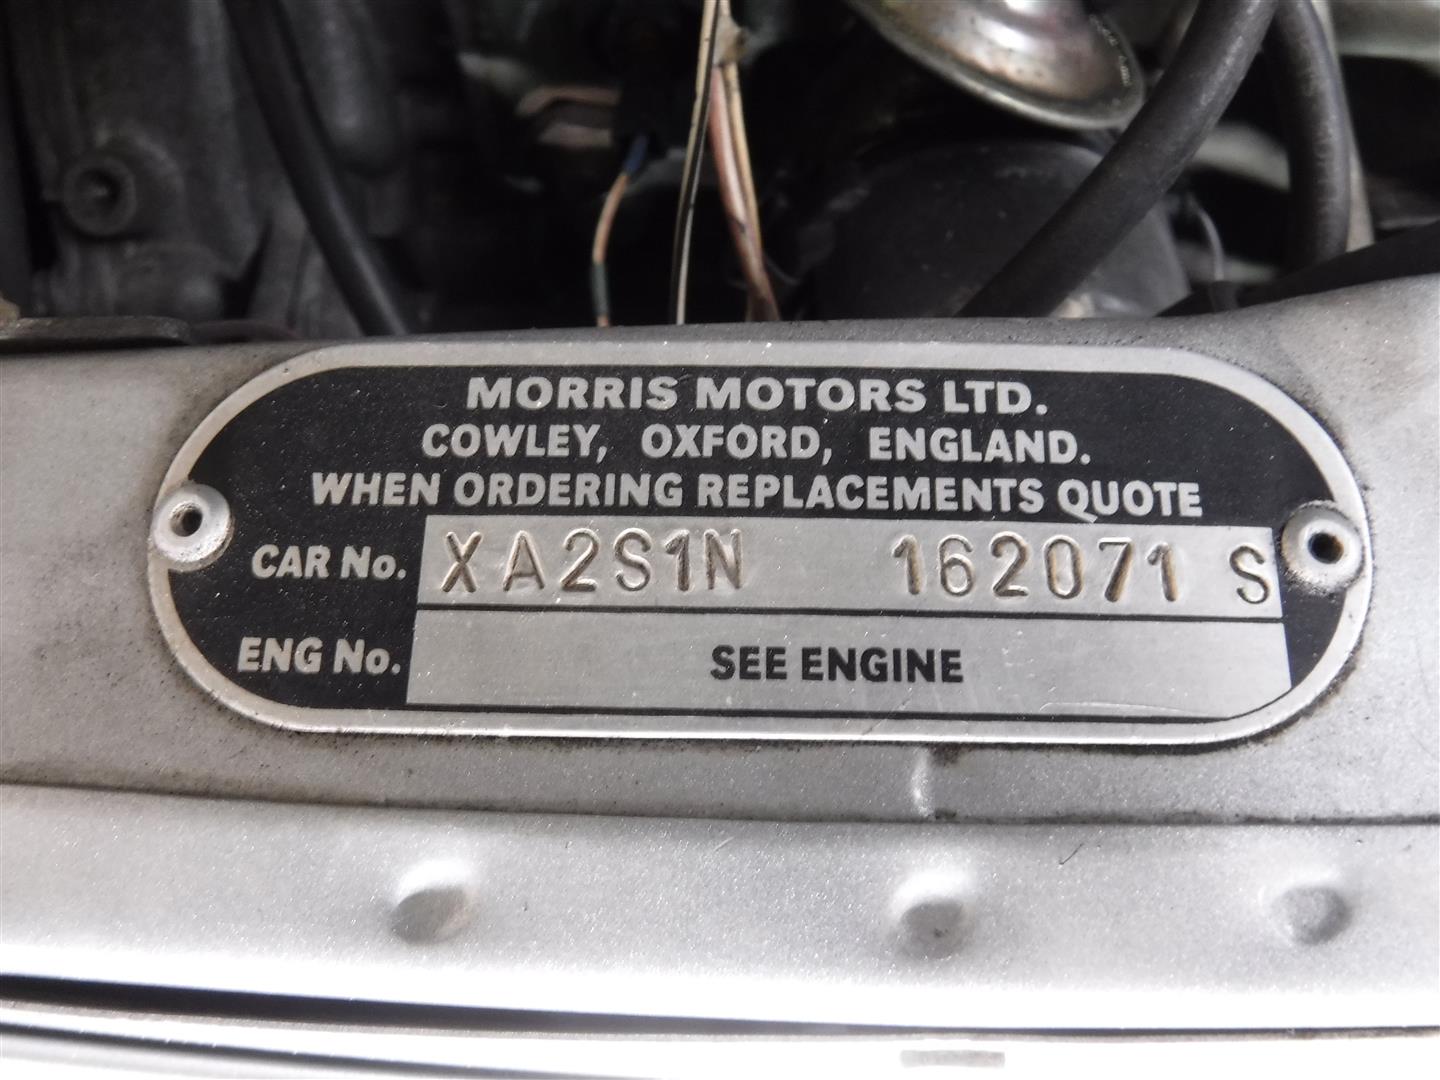 MORRIS MOTORS LTD.
COWLEY, OXFORD, ENGLAND.
WHEN ORDERING REPLACEMENTS QUOTE
CAR No. XA2S1N 162071 S
ENG No. SEE ENGINE